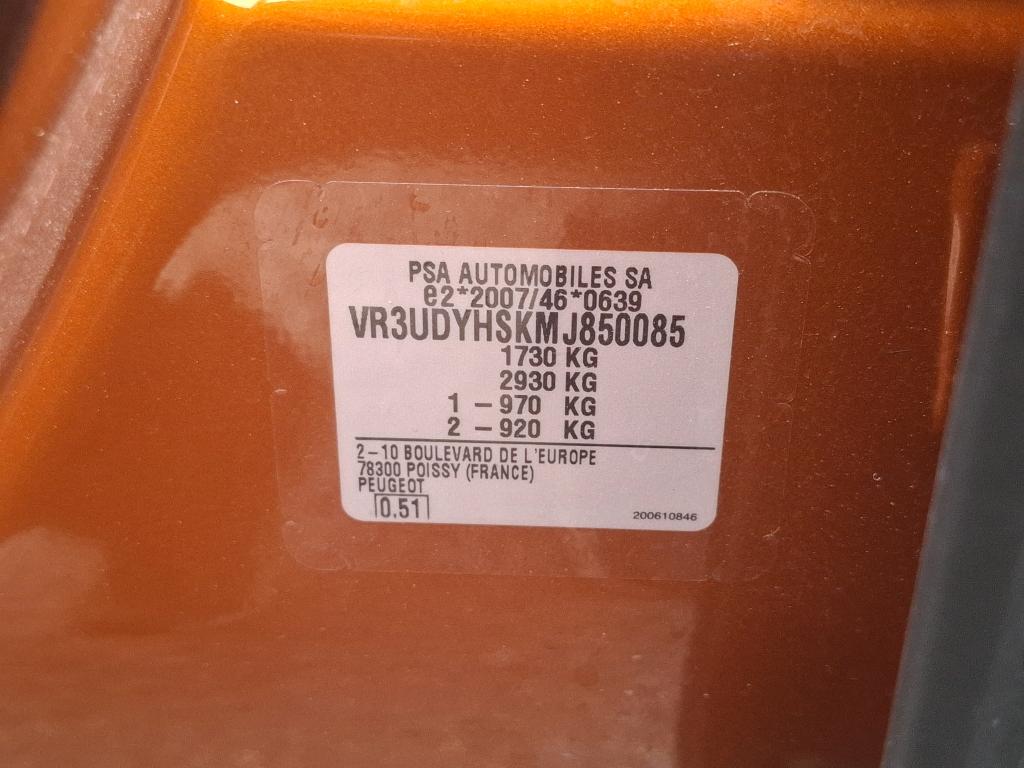 PSA AUTOMOBILES SA
e2*2007/46*0639
VR3UDYHSKMJ850085
1730 KG
2930 KG
1 – 970 KG
2 – 920 KG
2–10 BOULEVARD DE L'EUROPE
78300 POISSY (FRANCE)
PEUGEOT
0,51
200610846